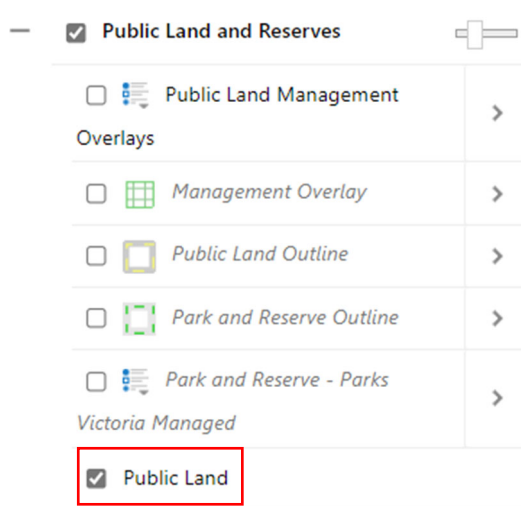 Public Land and Reserves
Public Land Management
Overlays
Management Overlay
Public Land Outline
Park and Reserve Outline
Park and Reserve - Parks
Victoria Managed
Public Land